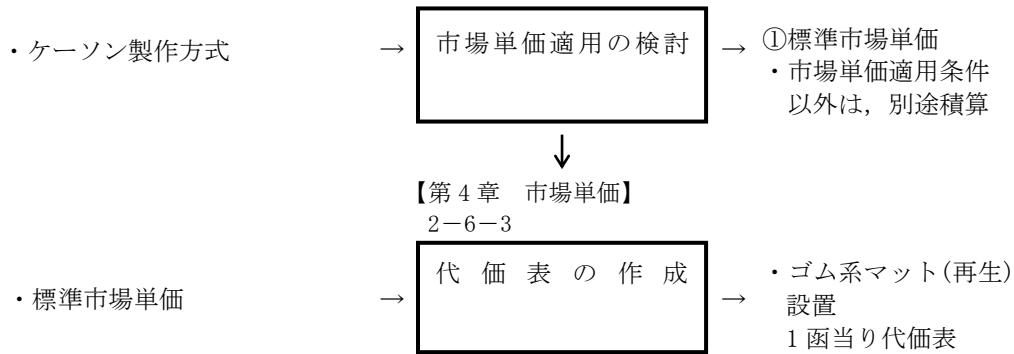 ・ケーソン製作方式 → 市場単価適用の検討 → ①標準市場単価
・市場単価適用条件
以外は，別途積算
↓
【第4章　市場単価】
2－6－3
・標準市場単価 → 代価表の作成 → ・ゴム系マット(再生)
設置
1函当り代価表